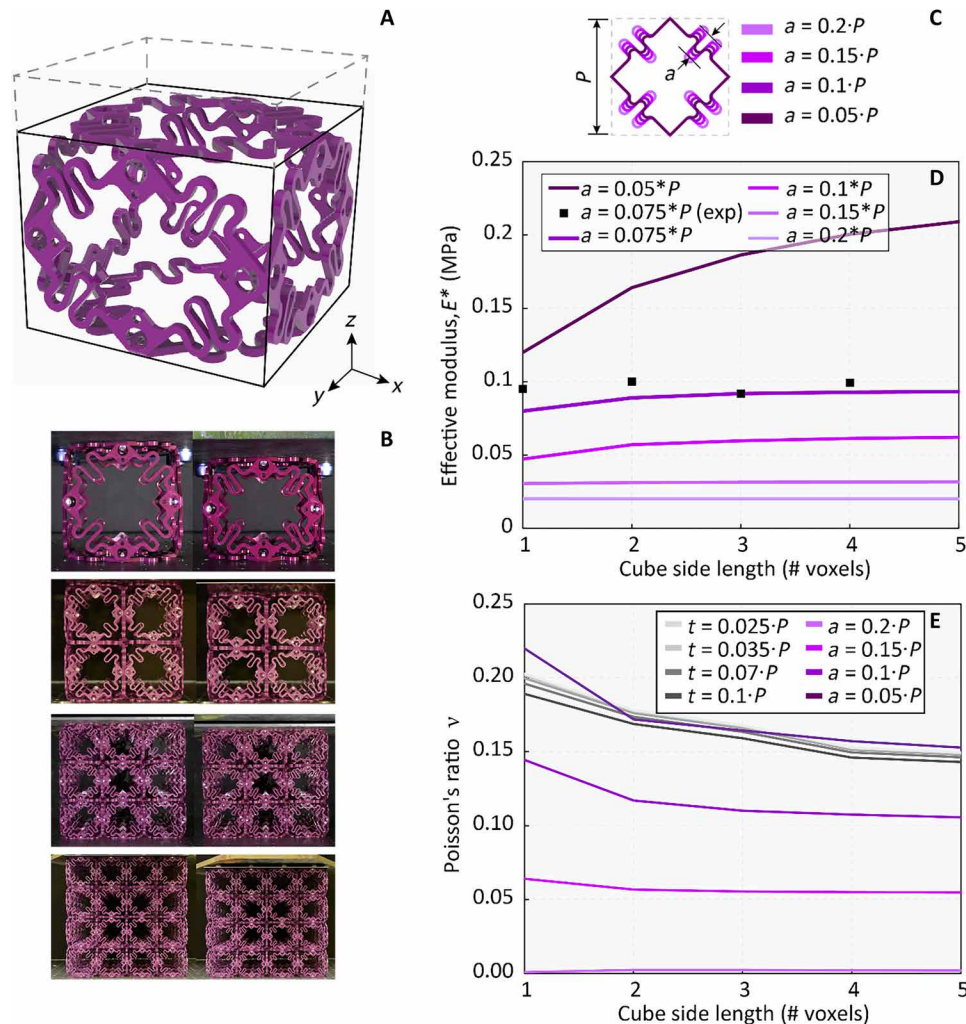 A
z
y
x
B
C
P
a
a = 0.2·P
a = 0.15·P
a = 0.1·P
a = 0.05·P
D
Effective modulus, E* (MPa)
0.25
0.2
0.15
0.1
0.05
0
a = 0.05*P
a = 0.075*P (exp)
a = 0.075*P
a = 0.1*P
a = 0.15*P
a = 0.2*P
1 2 3 4 5
Cube side length (# voxels)
E
Poisson's ratio ν
0.25
0.20
0.15
0.10
0.05
0.00
t = 0.025·P
t = 0.035·P
t = 0.07·P
t = 0.1·P
a = 0.2·P
a = 0.15·P
a = 0.1·P
a = 0.05·P
1 2 3 4 5
Cube side length (# voxels)